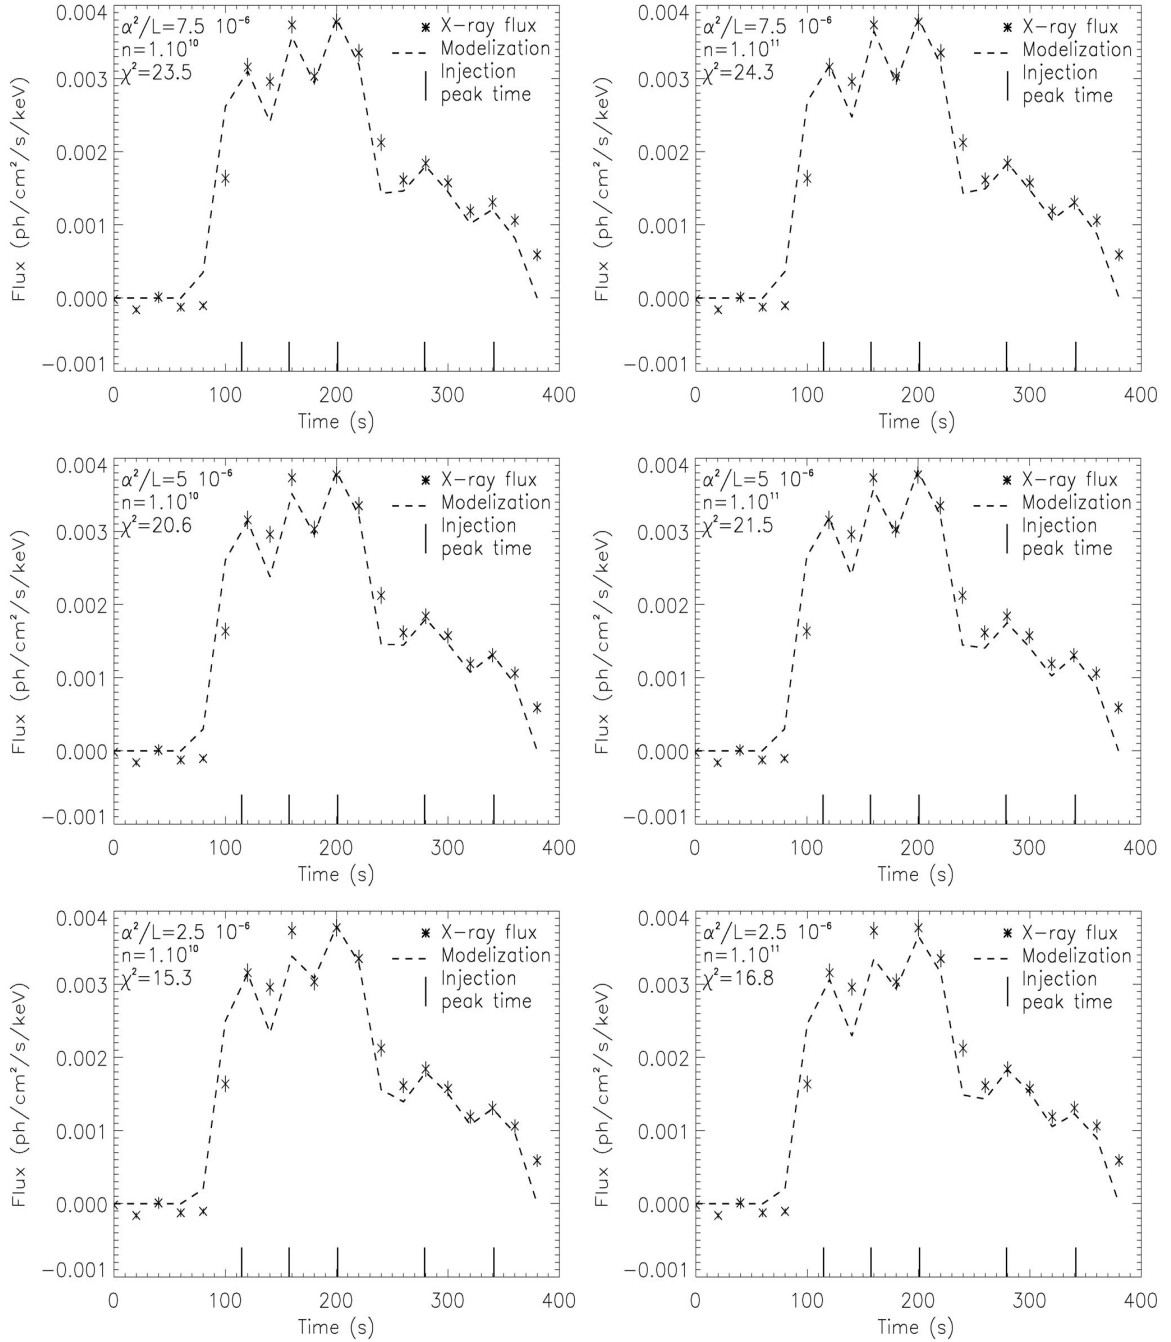 α²/L=7.5 10⁻⁶
n=1.10¹⁰
χ²=23.5
X-ray flux
Modelization
Injection
peak time
Flux (ph/cm²/s/keV)
0.004
0.003
0.002
0.001
0.000
−0.001
0 100 200 300 400
Time (s)
α²/L=7.5 10⁻⁶
n=1.10¹¹
χ²=24.3
X-ray flux
Modelization
Injection
peak time
Flux (ph/cm²/s/keV)
0.004
0.003
0.002
0.001
0.000
−0.001
0 100 200 300 400
Time (s)
α²/L=5 10⁻⁶
n=1.10¹⁰
χ²=20.6
X-ray flux
Modelization
Injection
peak time
Flux (ph/cm²/s/keV)
0.004
0.003
0.002
0.001
0.000
−0.001
0 100 200 300 400
Time (s)
α²/L=5 10⁻⁶
n=1.10¹¹
χ²=21.5
X-ray flux
Modelization
Injection
peak time
Flux (ph/cm²/s/keV)
0.004
0.003
0.002
0.001
0.000
−0.001
0 100 200 300 400
Time (s)
α²/L=2.5 10⁻⁶
n=1.10¹⁰
χ²=15.3
X-ray flux
Modelization
Injection
peak time
Flux (ph/cm²/s/keV)
0.004
0.003
0.002
0.001
0.000
−0.001
0 100 200 300 400
Time (s)
α²/L=2.5 10⁻⁶
n=1.10¹¹
χ²=16.8
X-ray flux
Modelization
Injection
peak time
Flux (ph/cm²/s/keV)
0.004
0.003
0.002
0.001
0.000
−0.001
0 100 200 300 400
Time (s)